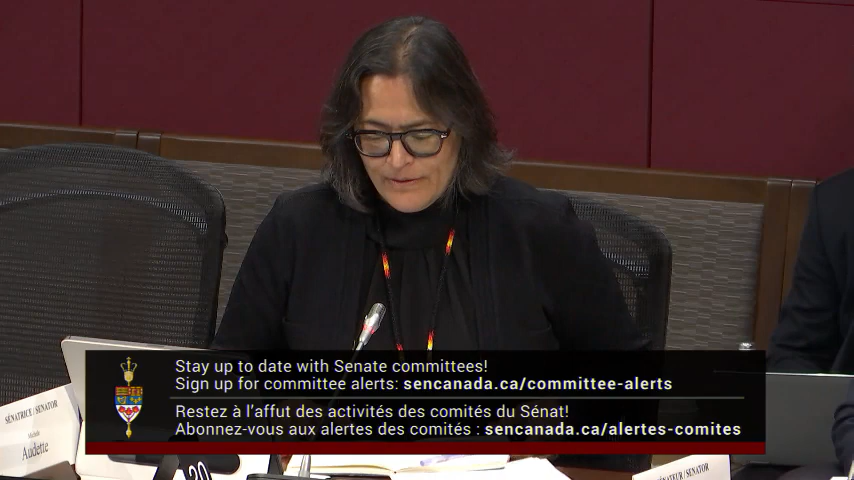 Stay up to date with Senate committees!
Sign up for committee alerts: sencanada.ca/committee-alerts
Restez à l'affut des activités des comités du Sénat!
Abonnez-vous aux alertes des comités : sencanada.ca/alertes-comites
SÉNATRICE / SENATOR
Michèle
Audette
20
SÉNATEUR / SENATOR